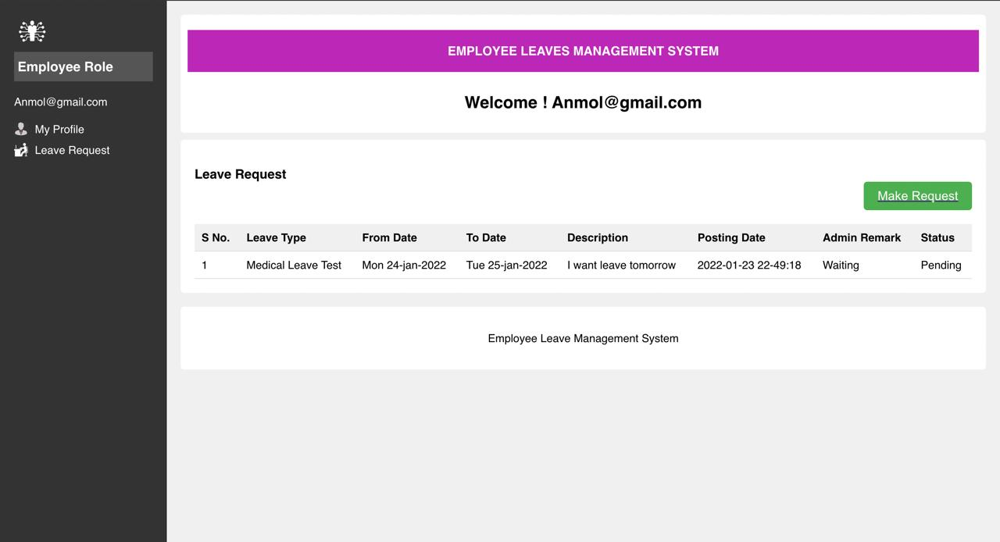 Employee Role
Anmol@gmail.com
My Profile
Leave Request
EMPLOYEE LEAVES MANAGEMENT SYSTEM
Welcome ! Anmol@gmail.com
Leave Request
Make Request
S No. Leave Type From Date To Date Description Posting Date Admin Remark Status
1 Medical Leave Test Mon 24-jan-2022 Tue 25-jan-2022 I want leave tomorrow 2022-01-23 22-49:18 Waiting Pending
Employee Leave Management System